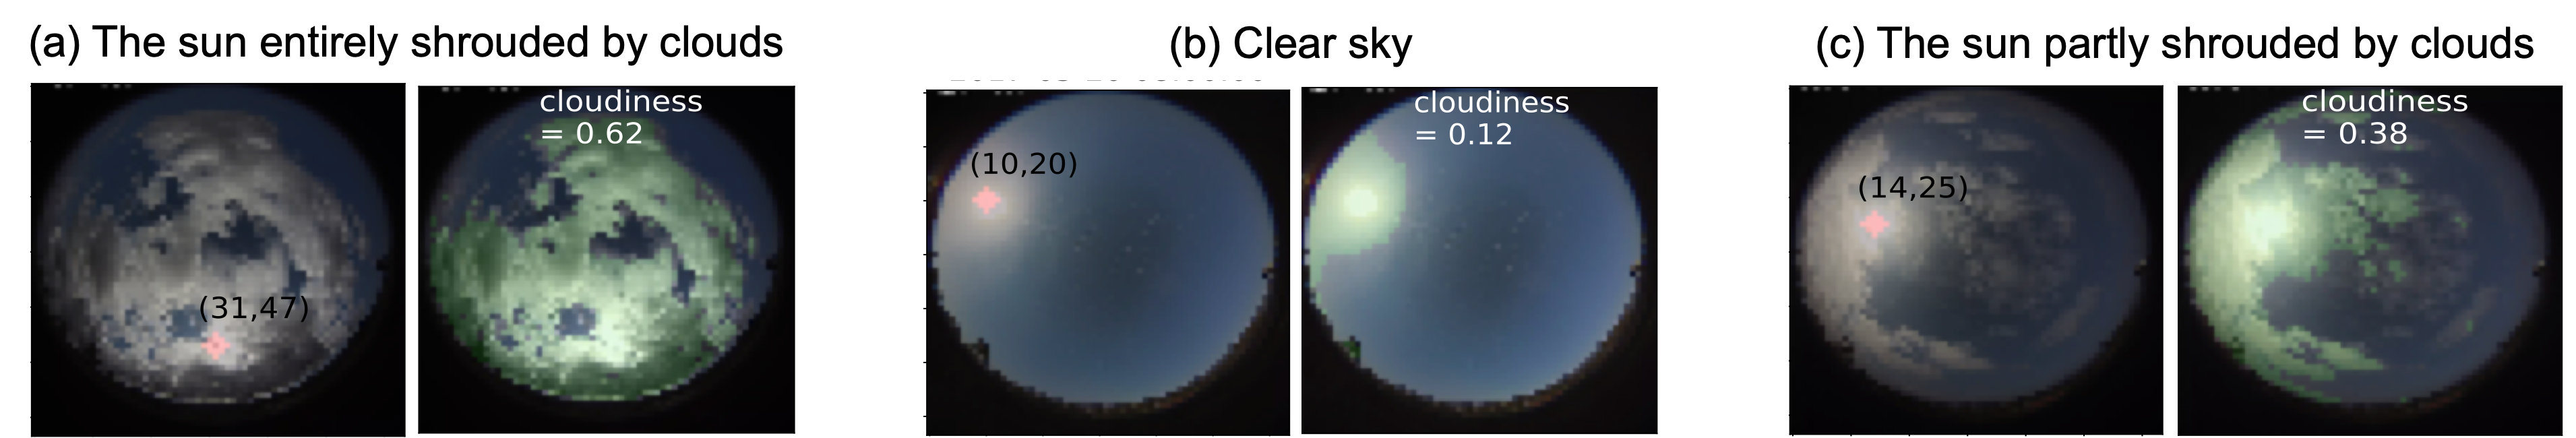 (a) The sun entirely shrouded by clouds
(b) Clear sky
(c) The sun partly shrouded by clouds
(31,47)
cloudiness
= 0.62
(10,20)
cloudiness
= 0.12
(14,25)
cloudiness
= 0.38